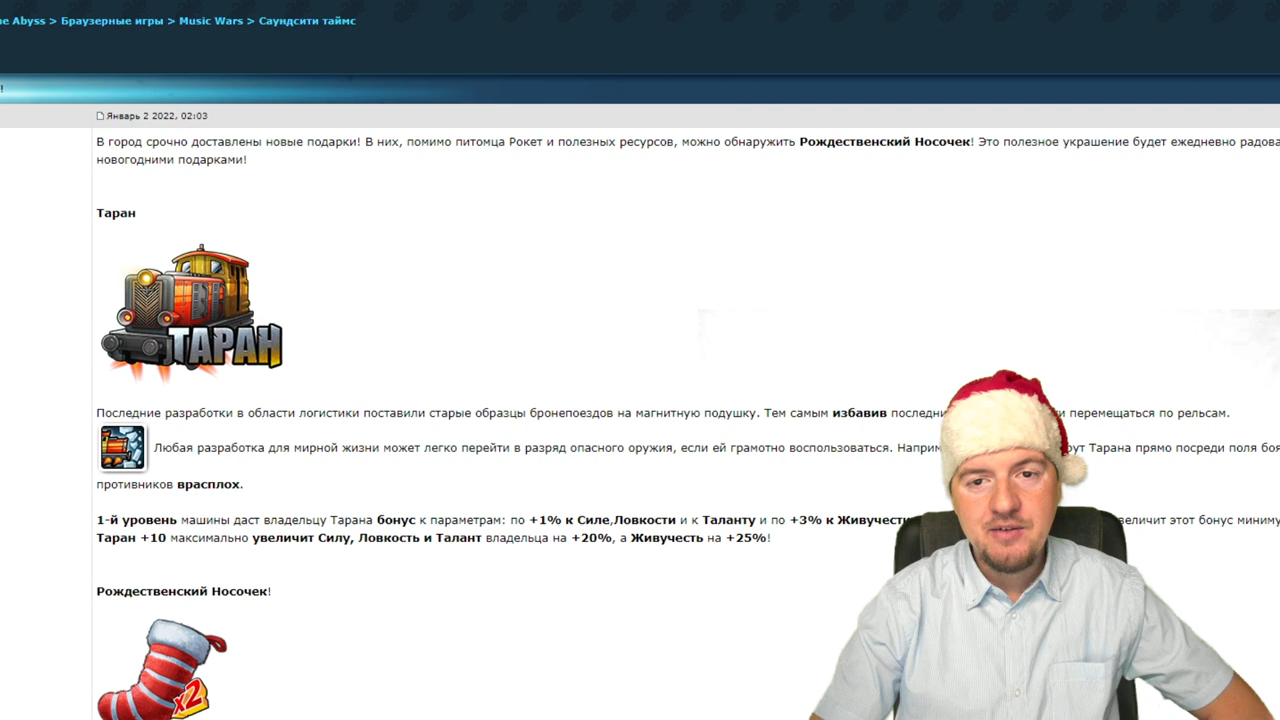 ne Abyss > Браузерные игры > Music Wars > Саундсити таймс
!
Январь 2 2022, 02:03
В город срочно доставлены новые подарки! В них, помимо питомца Рокет и полезных ресурсов, можно обнаружить Рождественский Носочек! Это полезное украшение будет ежедневно радова
новогодними подарками!
Таран
ТАРАН
Последние разработки в области логистики поставили старые образцы бронепоездов на магнитную подушку. Тем самым избавив последни перемещаться по рельсам.
Любая разработка для мирной жизни может легко перейти в разряд опасного оружия, если ей грамотно воспользоваться. Наприм рут Тарана прямо посреди поля боя
противников врасплох.
1-й уровень машины даст владельцу Тарана бонус к параметрам: по +1% к Силе,Ловкости и к Таланту и по +3% к Живучести величит этот бонус миниму
Таран +10 максимально увеличит Силу, Ловкость и Талант владельца на +20%, а Живучесть на +25%!
Рождественский Носочек!
x2